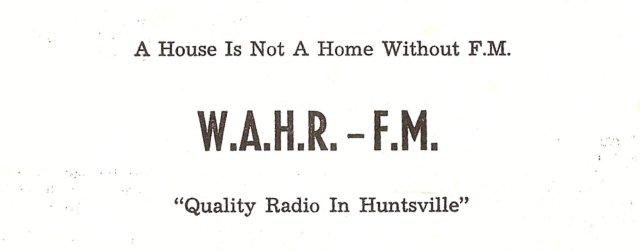 A House Is Not A Home Without F.M.
W.A.H.R. – F.M.
“Quality Radio In Huntsville”